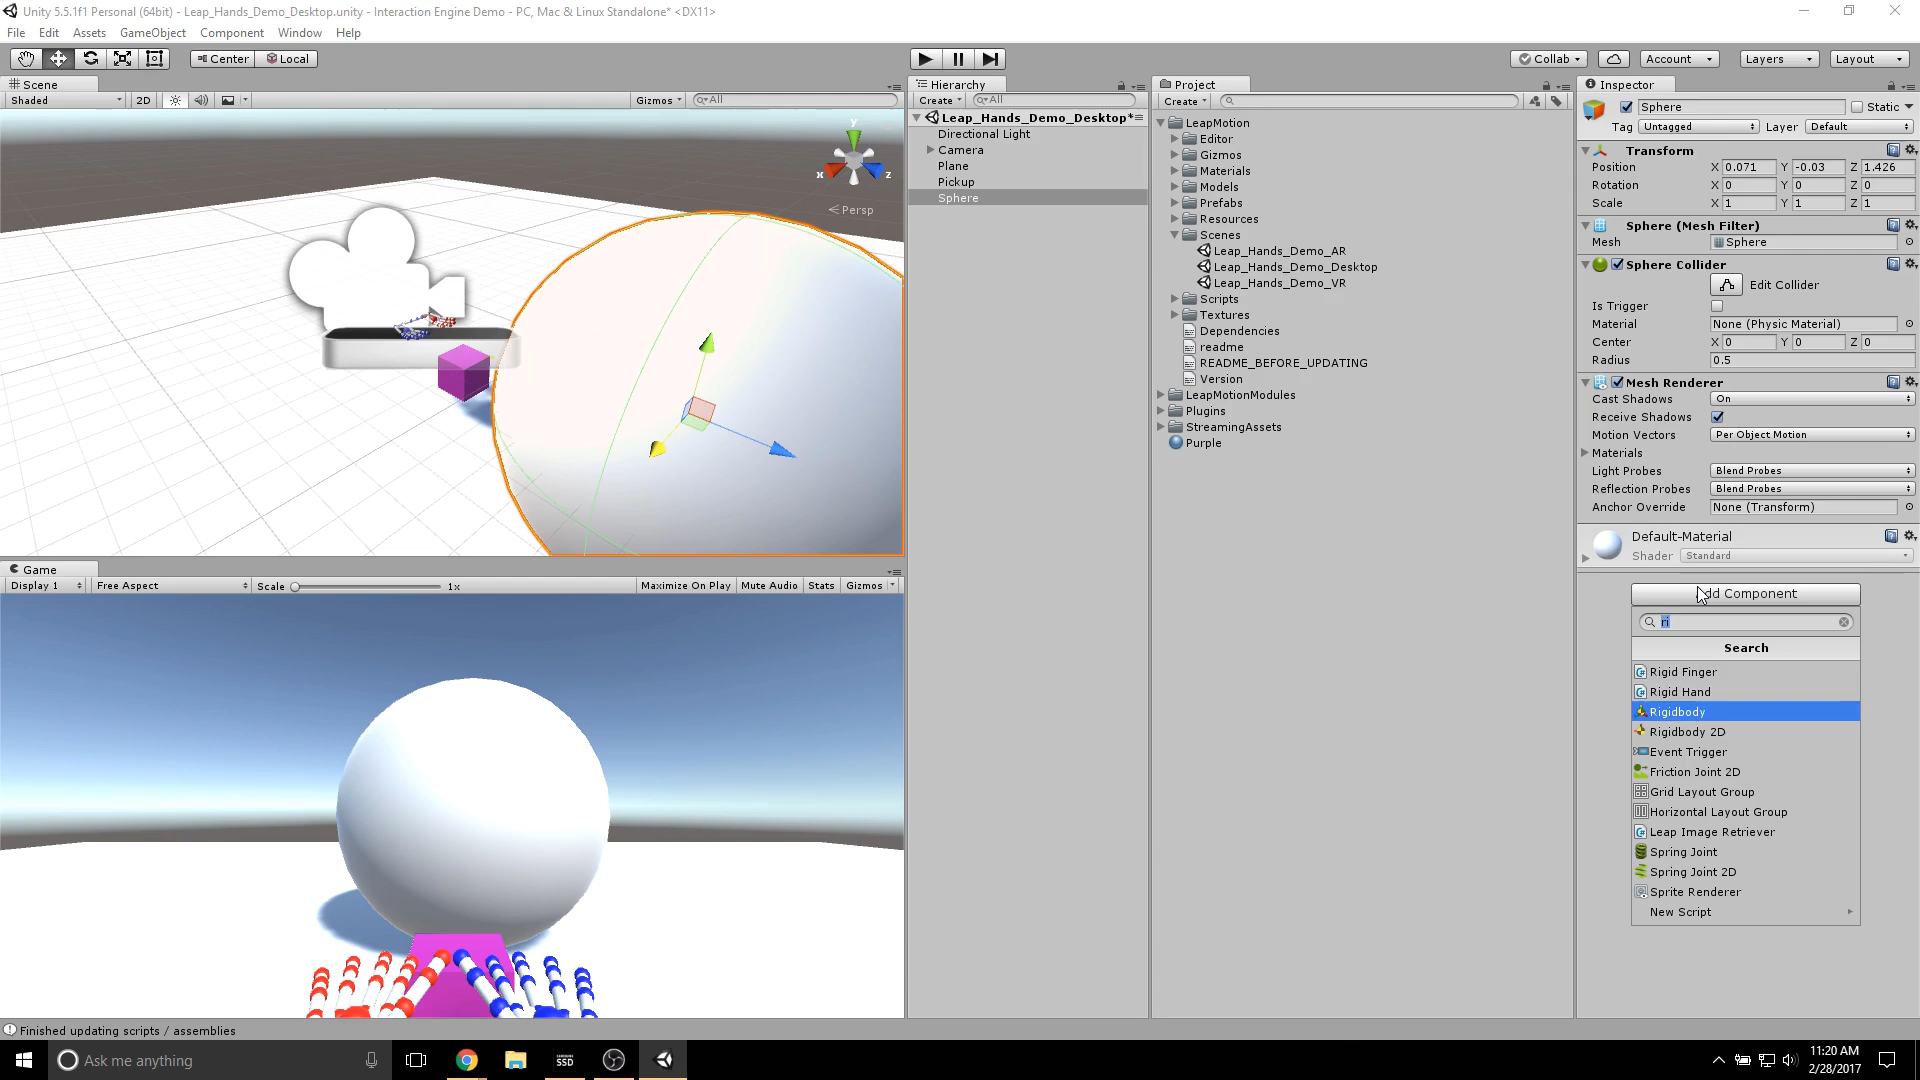 Unity 5.5.1f1 Personal (64bit) - Leap_Hands_Demo_Desktop.unity - Interaction Engine Demo - PC, Mac & Linux Standalone* <DX11>
File Edit Assets GameObject Component Window Help
Center Local Collab Account Layers Layout
Scene
Shaded 2D Gizmos All
y
x z
Persp
Game
Display 1 Free Aspect Scale 1x Maximize On Play Mute Audio Stats Gizmos
Hierarchy
Create All
Leap_Hands_Demo_Desktop*
Directional Light
Camera
Plane
Pickup
Sphere
Project
Create
LeapMotion
Editor
Gizmos
Materials
Models
Prefabs
Resources
Scenes
Leap_Hands_Demo_AR
Leap_Hands_Demo_Desktop
Leap_Hands_Demo_VR
Scripts
Textures
Dependencies
readme
README_BEFORE_UPDATING
Version
LeapMotionModules
Plugins
StreamingAssets
Purple
Inspector
Sphere Static
Tag Untagged Layer Default
Transform
Position X 0.071 Y -0.03 Z 1.426
Rotation X 0 Y 0 Z 0
Scale X 1 Y 1 Z 1
Sphere (Mesh Filter)
Mesh Sphere
Sphere Collider
Edit Collider
Is Trigger
Material None (Physic Material)
Center X 0 Y 0 Z 0
Radius 0.5
Mesh Renderer
Cast Shadows On
Receive Shadows
Motion Vectors Per Object Motion
Materials
Light Probes Blend Probes
Reflection Probes Blend Probes
Anchor Override None (Transform)
Default-Material
Shader Standard
dd Component
ri
Search
Rigid Finger
Rigid Hand
Rigidbody
Rigidbody 2D
Event Trigger
Friction Joint 2D
Grid Layout Group
Horizontal Layout Group
Leap Image Retriever
Spring Joint
Spring Joint 2D
Sprite Renderer
New Script
Finished updating scripts / assemblies
Ask me anything
SSD
11:20 AM
2/28/2017